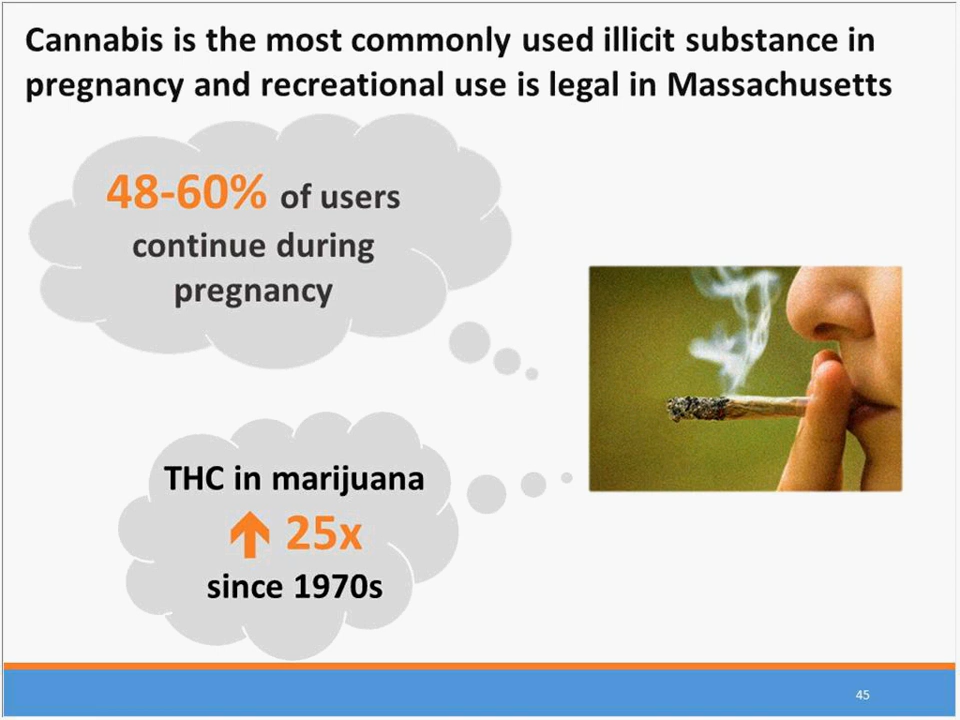 Cannabis is the most commonly used illicit substance in
pregnancy and recreational use is legal in Massachusetts
48-60% of users
continue during
pregnancy
THC in marijuana
↑ 25x
since 1970s
45